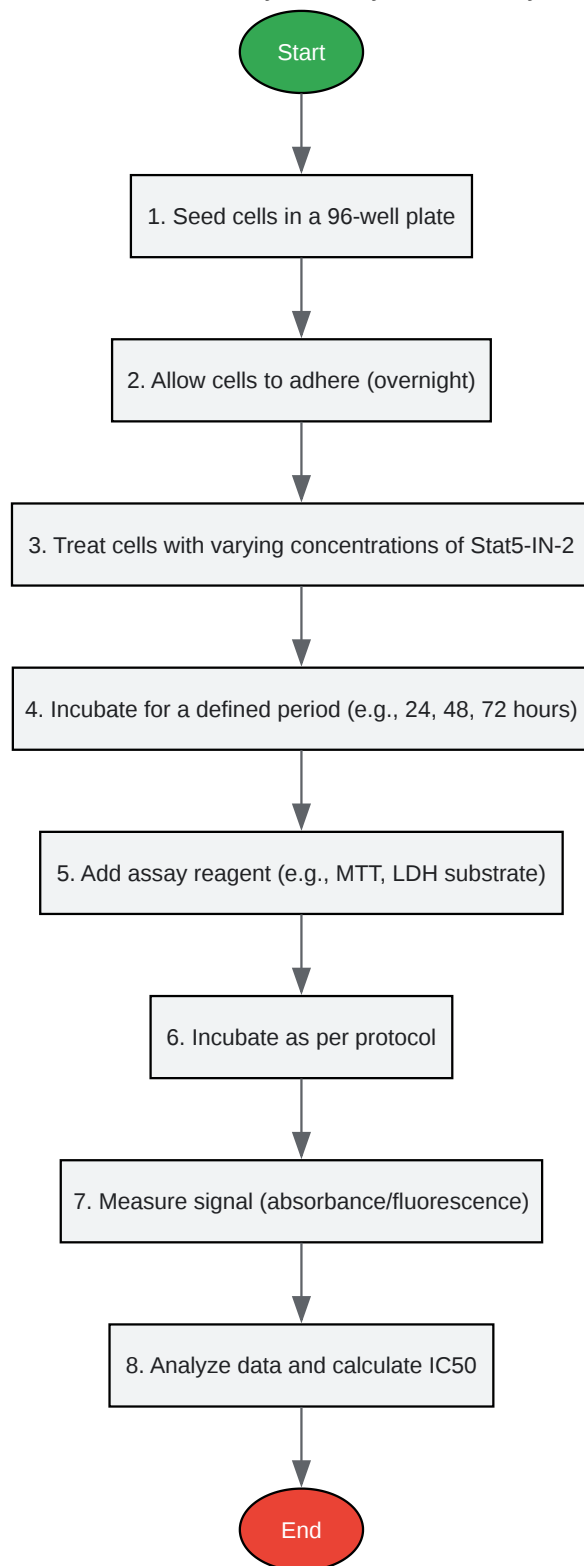 Start
1. Seed cells in a 96-well plate
2. Allow cells to adhere (overnight)
3. Treat cells with varying concentrations of Stat5-IN-2
4. Incubate for a defined period (e.g., 24, 48, 72 hours)
5. Add assay reagent (e.g., MTT, LDH substrate)
6. Incubate as per protocol
7. Measure signal (absorbance/fluorescence)
8. Analyze data and calculate IC50
End